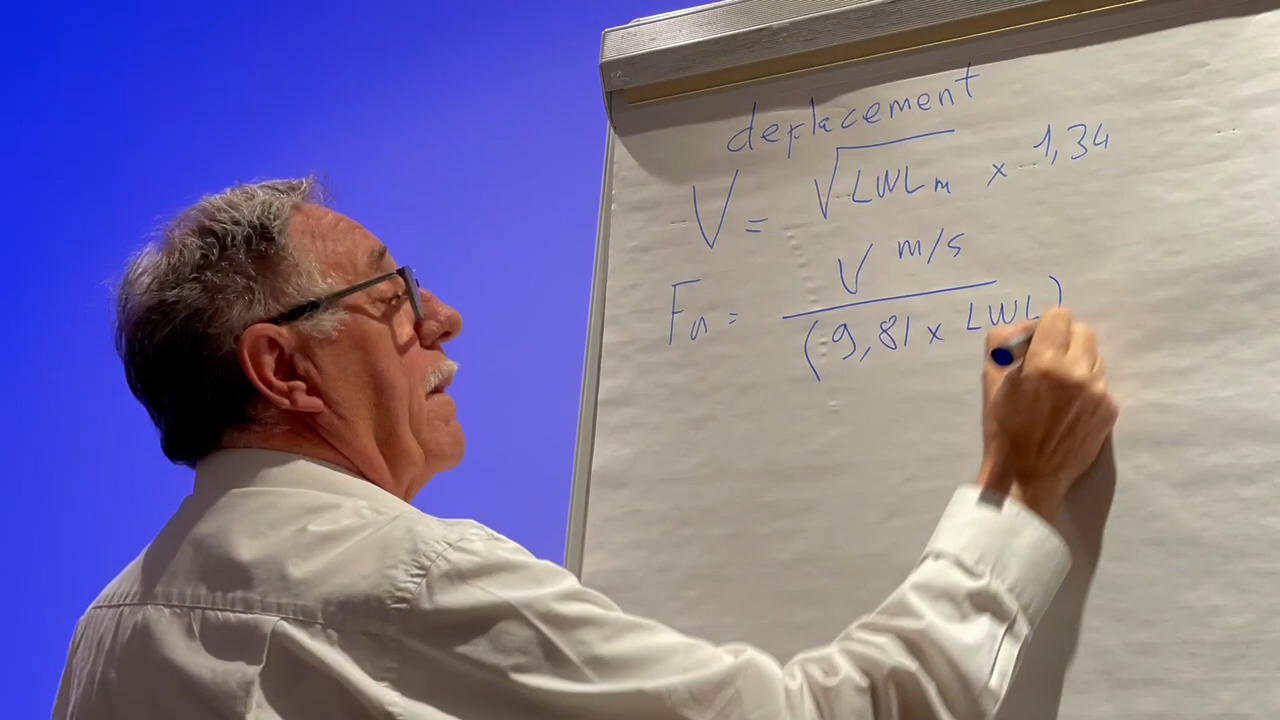 deplacement
V = √LWLm × 1,34
V m/s
Fn =
(9,81 × LWL)